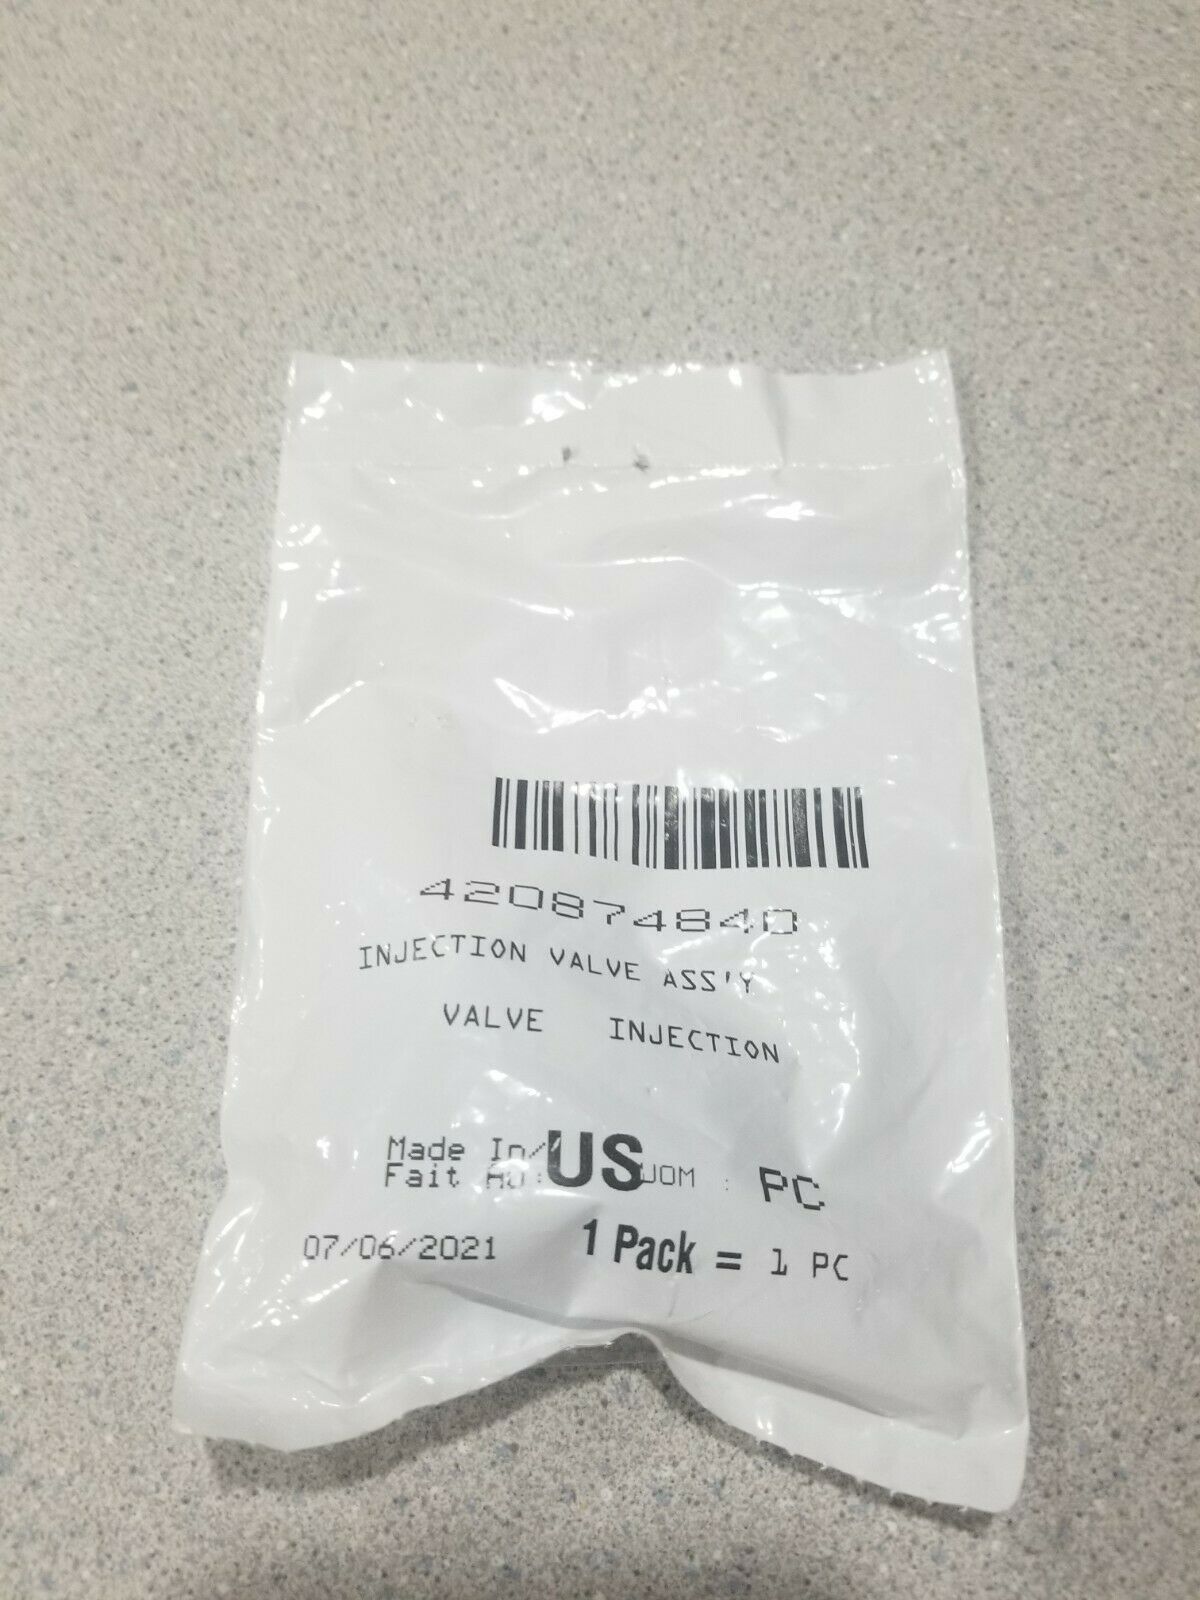 420874840
INJECTION VALVE ASS'Y
VALVE INJECTION
Made In/US
Fait Au: UOM : PC
07/06/2021 1 Pack = 1 PC